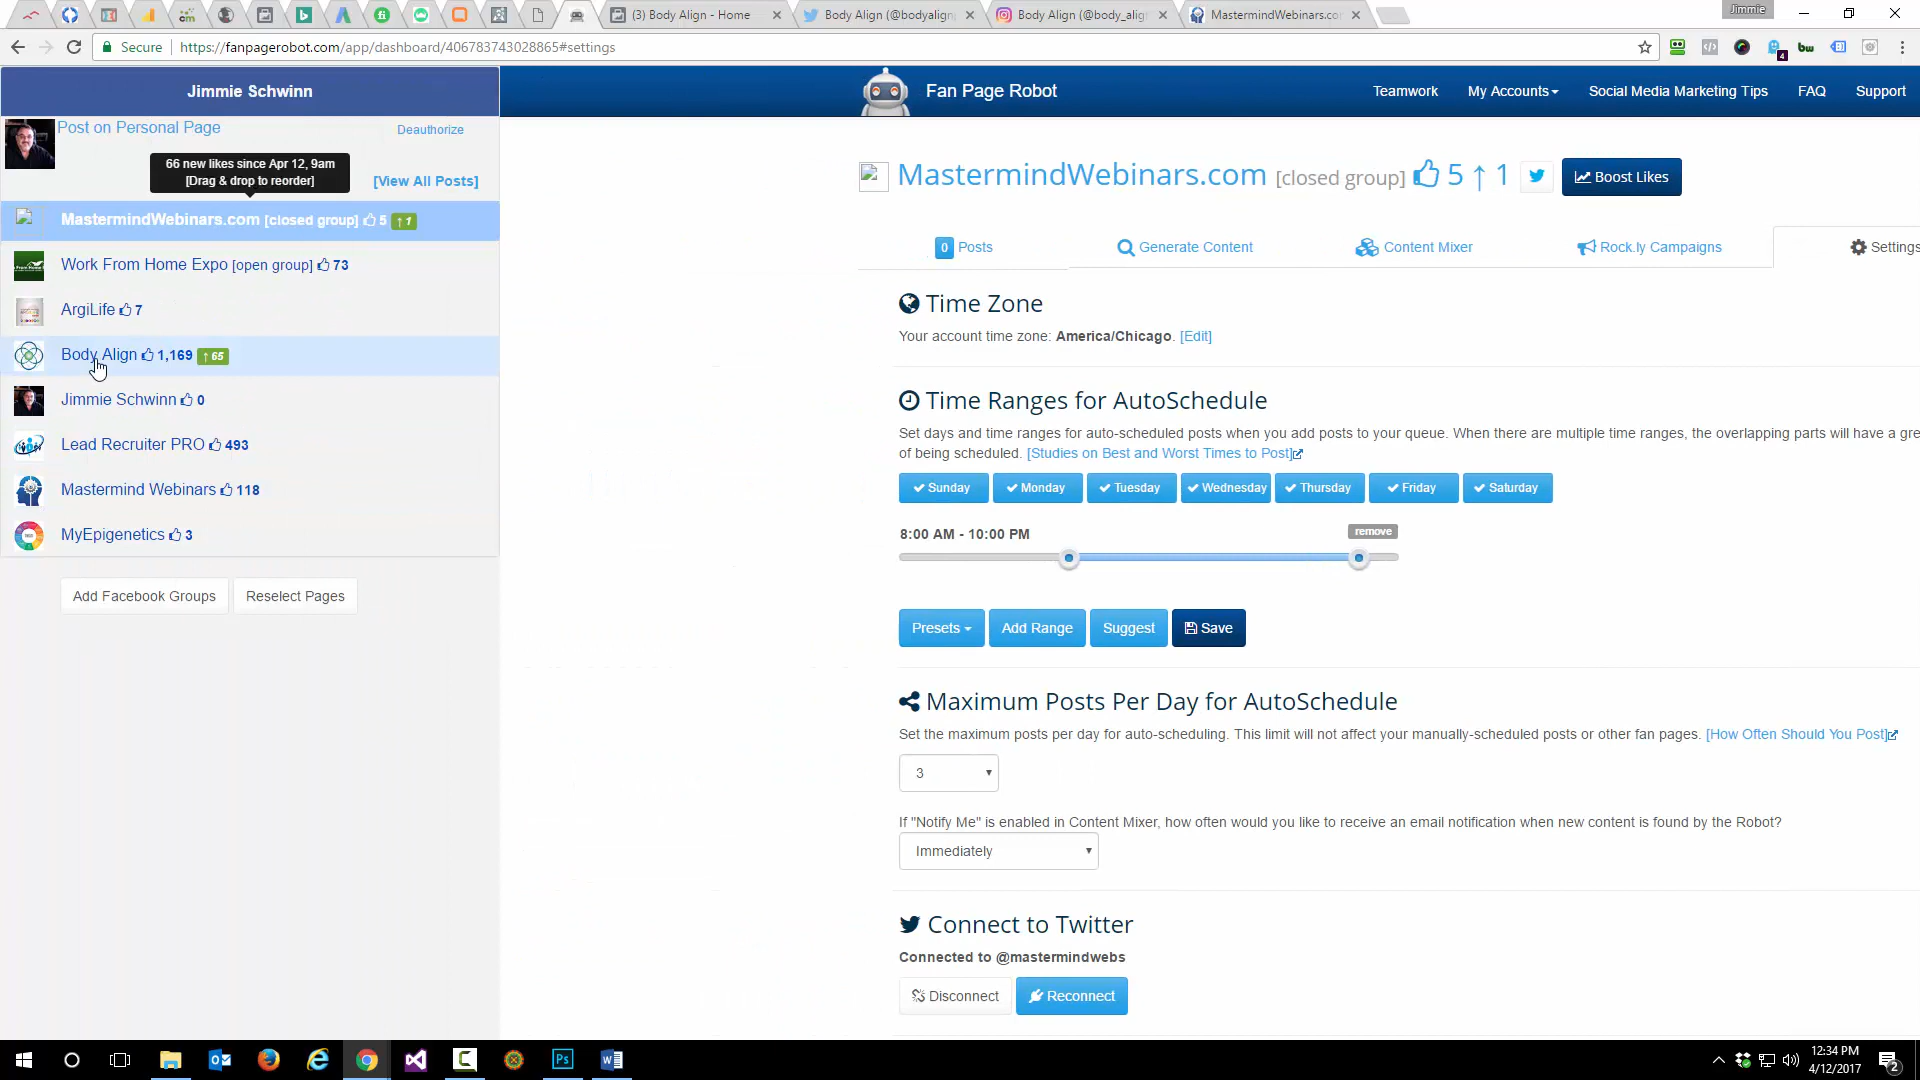 (3) Body Align - Home
Body Align (@bodyalign
Body Align (@body_alig
MastermindWebinars.co
Jimmie
Secure
https://fanpagerobot.com/app/dashboard/406783743028865#settings
4
bw
Jimmie Schwinn
Post on Personal Page
Deauthorize
66 new likes since Apr 12, 9am
[Drag & drop to reorder]
[View All Posts]
MastermindWebinars.com [closed group] 5 ↑ 1
Work From Home Expo [open group] 73
ArgiLife 7
Body Align 1,169 ↑ 65
Jimmie Schwinn 0
Lead Recruiter PRO 493
Mastermind Webinars 118
MyEpigenetics 3
Add Facebook Groups
Reselect Pages
Fan Page Robot
Teamwork
My Accounts
Social Media Marketing Tips
FAQ
Support
MastermindWebinars.com [closed group] 5 ↑ 1
Boost Likes
0 Posts
Generate Content
Content Mixer
Rock.ly Campaigns
Settings
Time Zone
Your account time zone: America/Chicago. [Edit]
Time Ranges for AutoSchedule
Set days and time ranges for auto-scheduled posts when you add posts to your queue. When there are multiple time ranges, the overlapping parts will have a gre
of being scheduled. [Studies on Best and Worst Times to Post]
Sunday
Monday
Tuesday
Wednesday
Thursday
Friday
Saturday
8:00 AM - 10:00 PM
remove
Presets
Add Range
Suggest
Save
Maximum Posts Per Day for AutoSchedule
Set the maximum posts per day for auto-scheduling. This limit will not affect your manually-scheduled posts or other fan pages. [How Often Should You Post]
3
If "Notify Me" is enabled in Content Mixer, how often would you like to receive an email notification when new content is found by the Robot?
Immediately
Connect to Twitter
Connected to @mastermindwebs
Disconnect
Reconnect
12:34 PM
4/12/2017
2